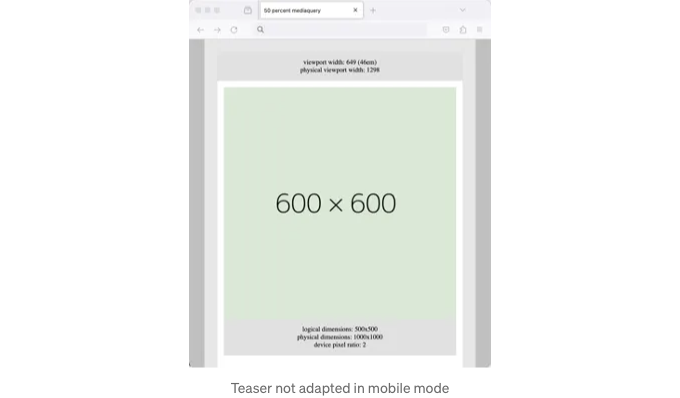 50 percent mediaquery
viewport width: 649 (46em)
physical viewport width: 1298
600 × 600
logical dimensions: 500x500
physical dimensions: 1000x1000
device pixel ratio: 2
Teaser not adapted in mobile mode